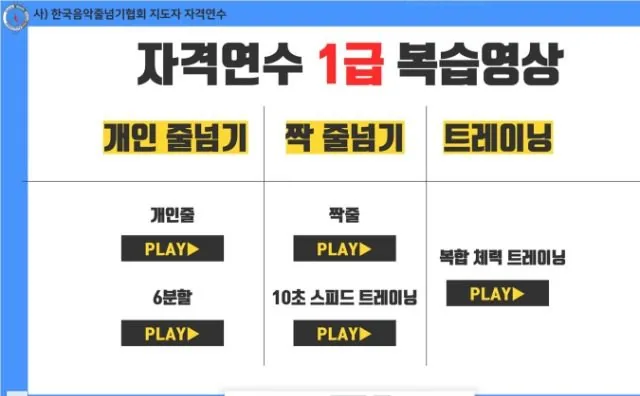 사) 한국음악줄넘기협회 지도자 자격연수
자격연수 1급 복습영상
개인 줄넘기
짝 줄넘기
트레이닝
개인줄
PLAY▶
6분할
PLAY▶
짝줄
PLAY▶
10초 스피드 트레이닝
PLAY▶
복합 체력 트레이닝
PLAY▶